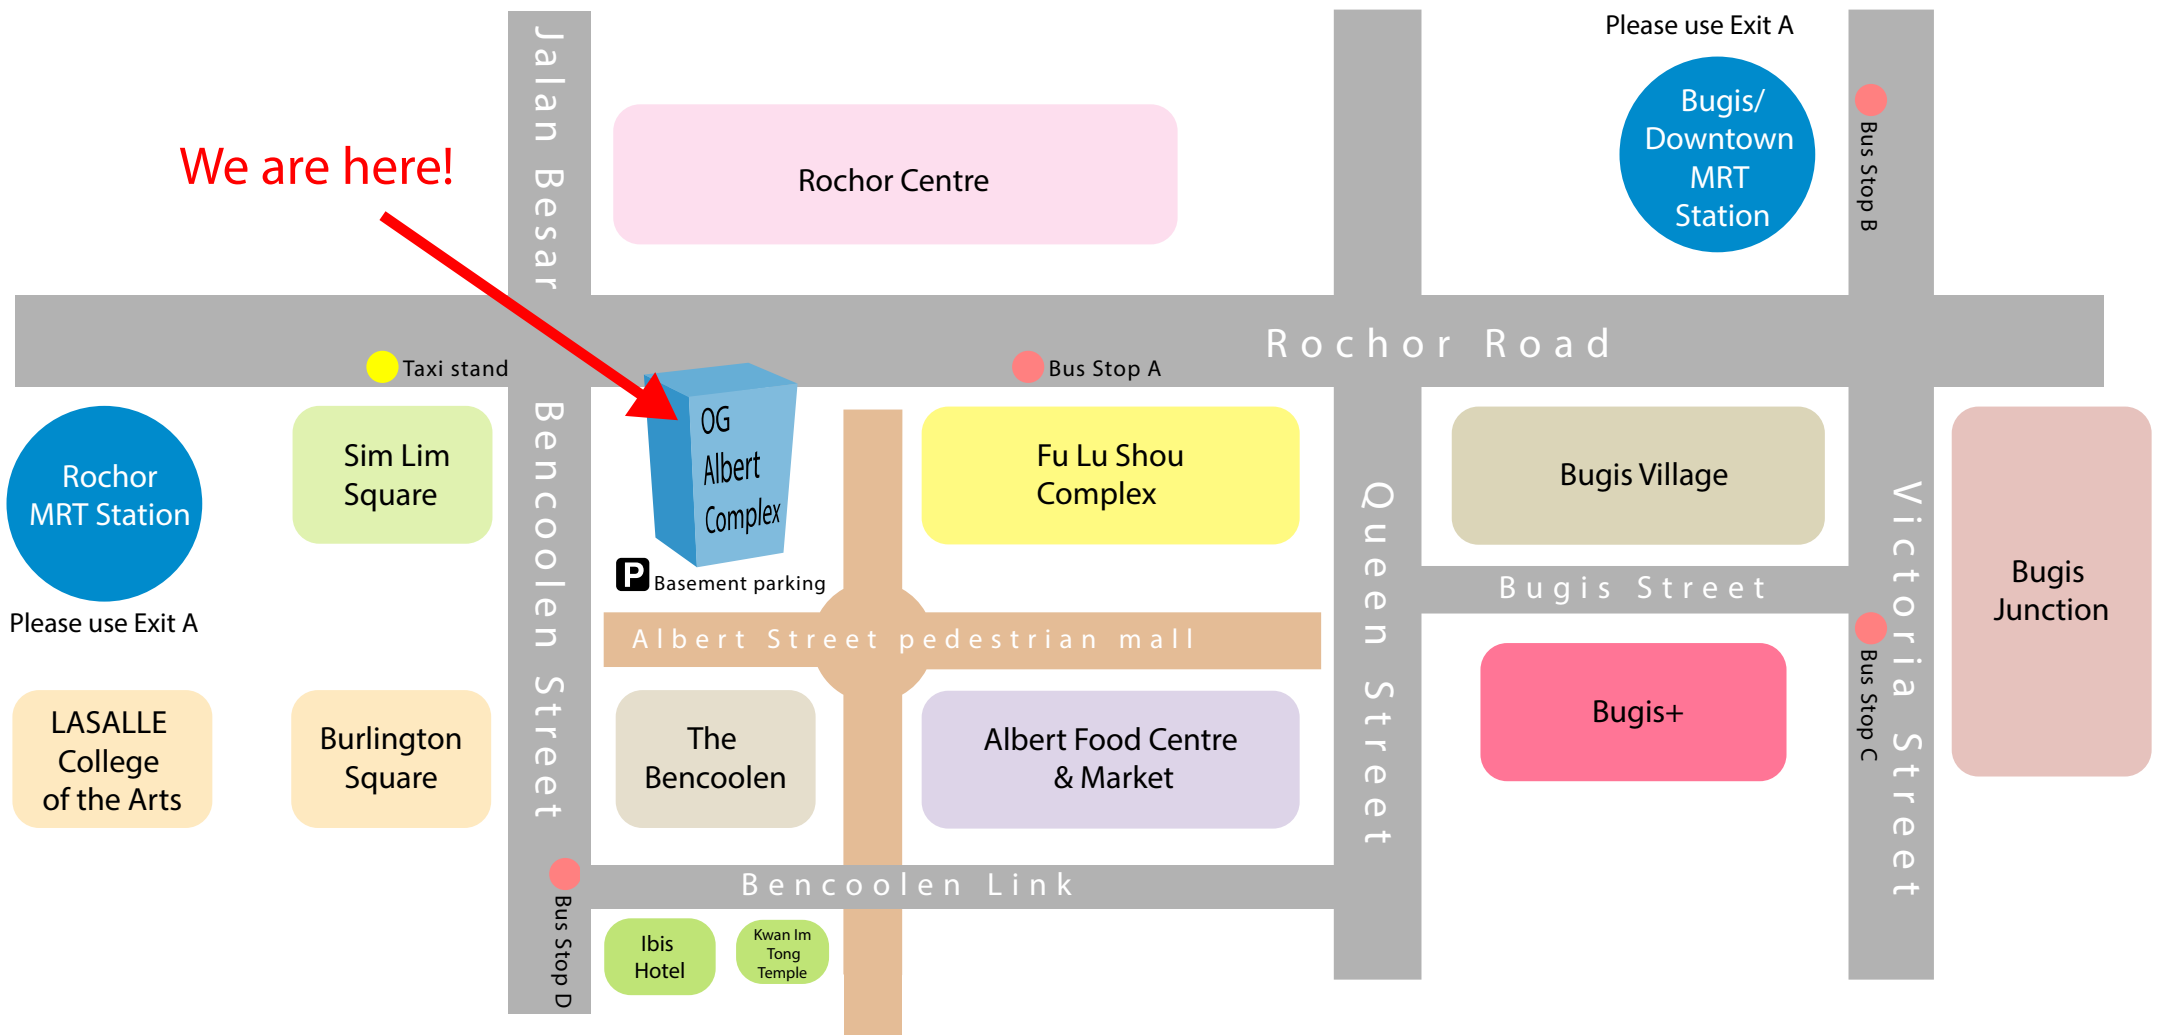 Please use Exit A
Jalan Besar
Bugis/
Downtown
MRT
Station
Bus Stop B
We are here!
Rochor Centre
Rochor Road
Taxi stand
Bus Stop A
OG
Albert
Complex
Rochor
MRT Station
Please use Exit A
Sim Lim
Square
Bencoolen Street
Fu Lu Shou
Complex
Queen Street
Bugis Village
Victoria Street
Bugis
Junction
P
Basement parking
Bugis Street
Albert Street pedestrian mall
Bus Stop C
LASALLE
College
of the Arts
Burlington
Square
The
Bencoolen
Albert Food Centre
& Market
Bugis+
Bencoolen Link
Bus Stop D
Ibis
Hotel
Kwan Im
Tong
Temple